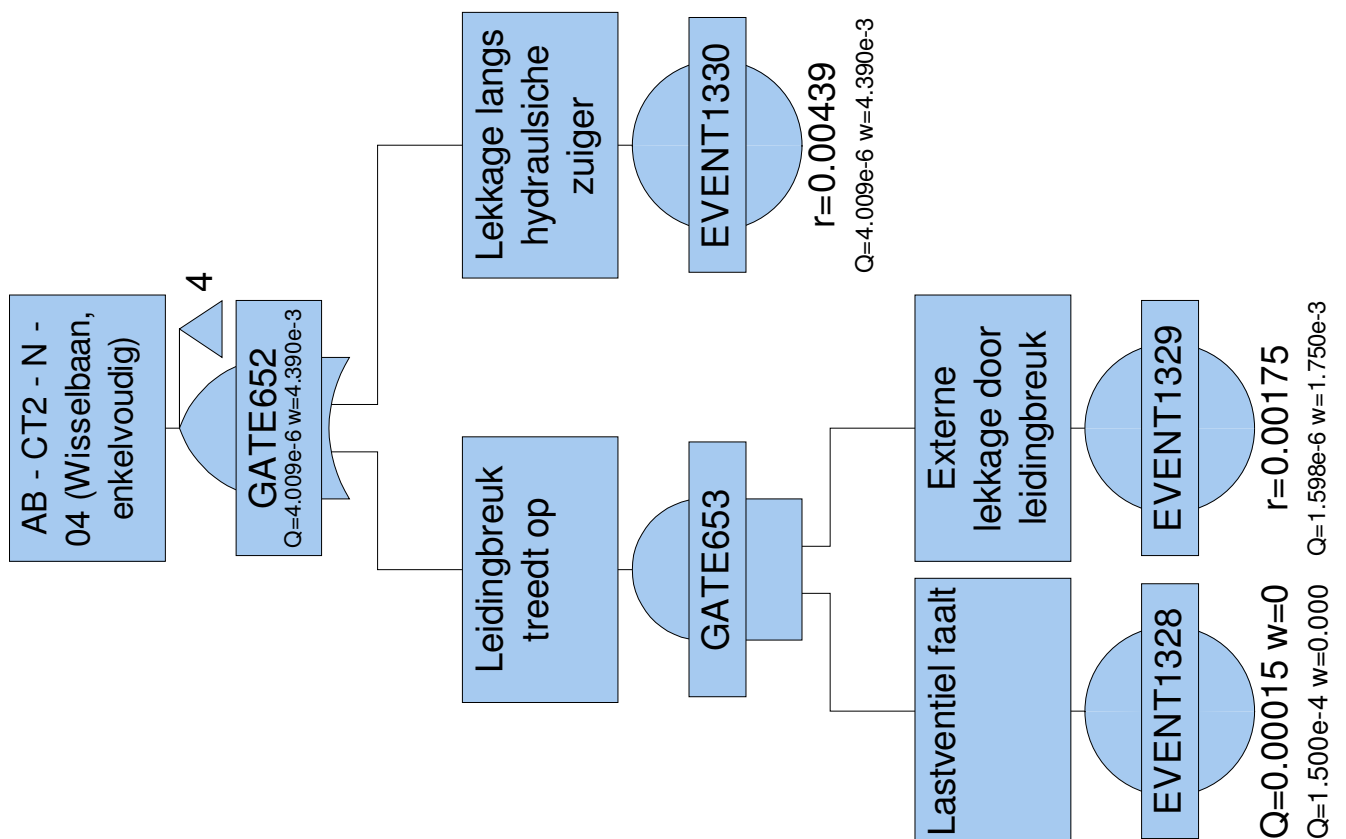 AB - CT2 - N -
04 (Wisselbaan,
enkelvoudig)
4
GATE652
Q=4.009e-6 w=4.390e-3
Leidingbreuk
treedt op
GATE653
Lekkage langs
hydraulsiche
zuiger
EVENT1330
r=0.00439
Q=4.009e-6 w=4.390e-3
Lastventiel faalt
EVENT1328
Q=0.00015 w=0
Q=1.500e-4 w=0.000
Externe
lekkage door
leidingbreuk
EVENT1329
r=0.00175
Q=1.598e-6 w=1.750e-3